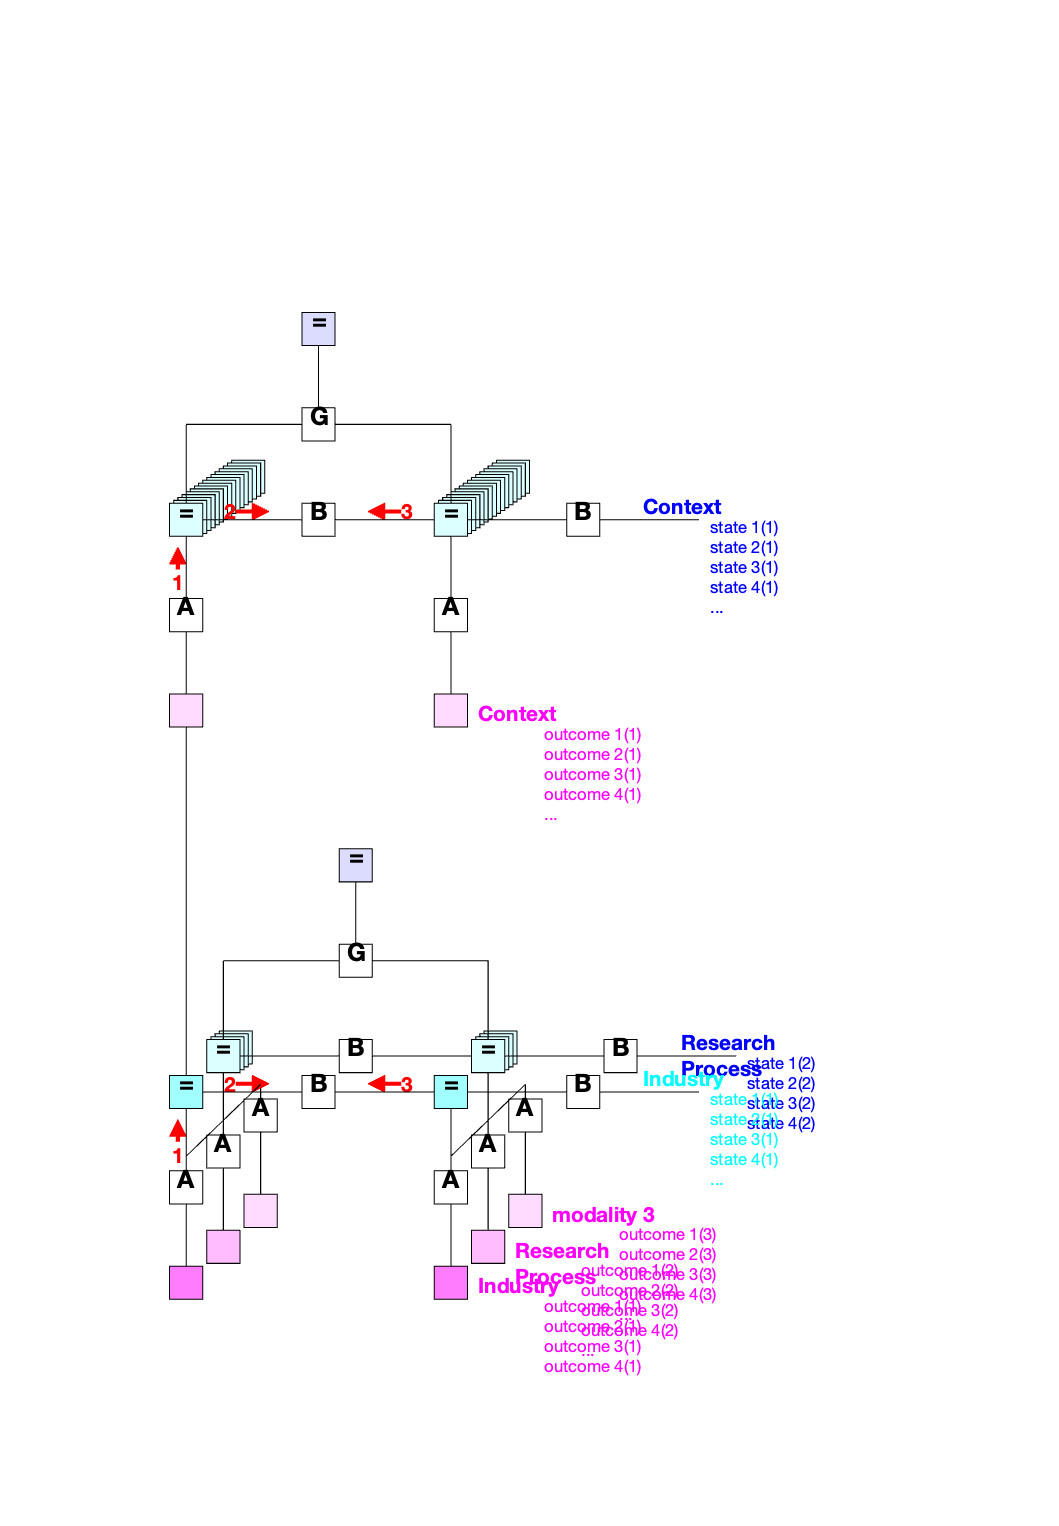 =
G
=
2
B
3
=
B
Context
state 1(1)
state 2(1)
state 3(1)
state 4(1)
...
1
A
A
Context
outcome 1(1)
outcome 2(1)
outcome 3(1)
outcome 4(1)
...
=
G
=
B
=
B
Research
Process
state 1(2)
state 2(2)
state 3(2)
state 4(2)
=
2
B
3
=
B
Industry
state 1(1)
state 2(1)
state 3(1)
state 4(1)
...
A
A
1
A
A
A
A
modality 3
outcome 1(3)
outcome 2(3)
outcome 3(3)
outcome 4(3)
...
Research
Process
outcome 1(2)
outcome 2(2)
outcome 3(2)
outcome 4(2)
...
Industry
outcome 1(1)
outcome 2(1)
outcome 3(1)
outcome 4(1)